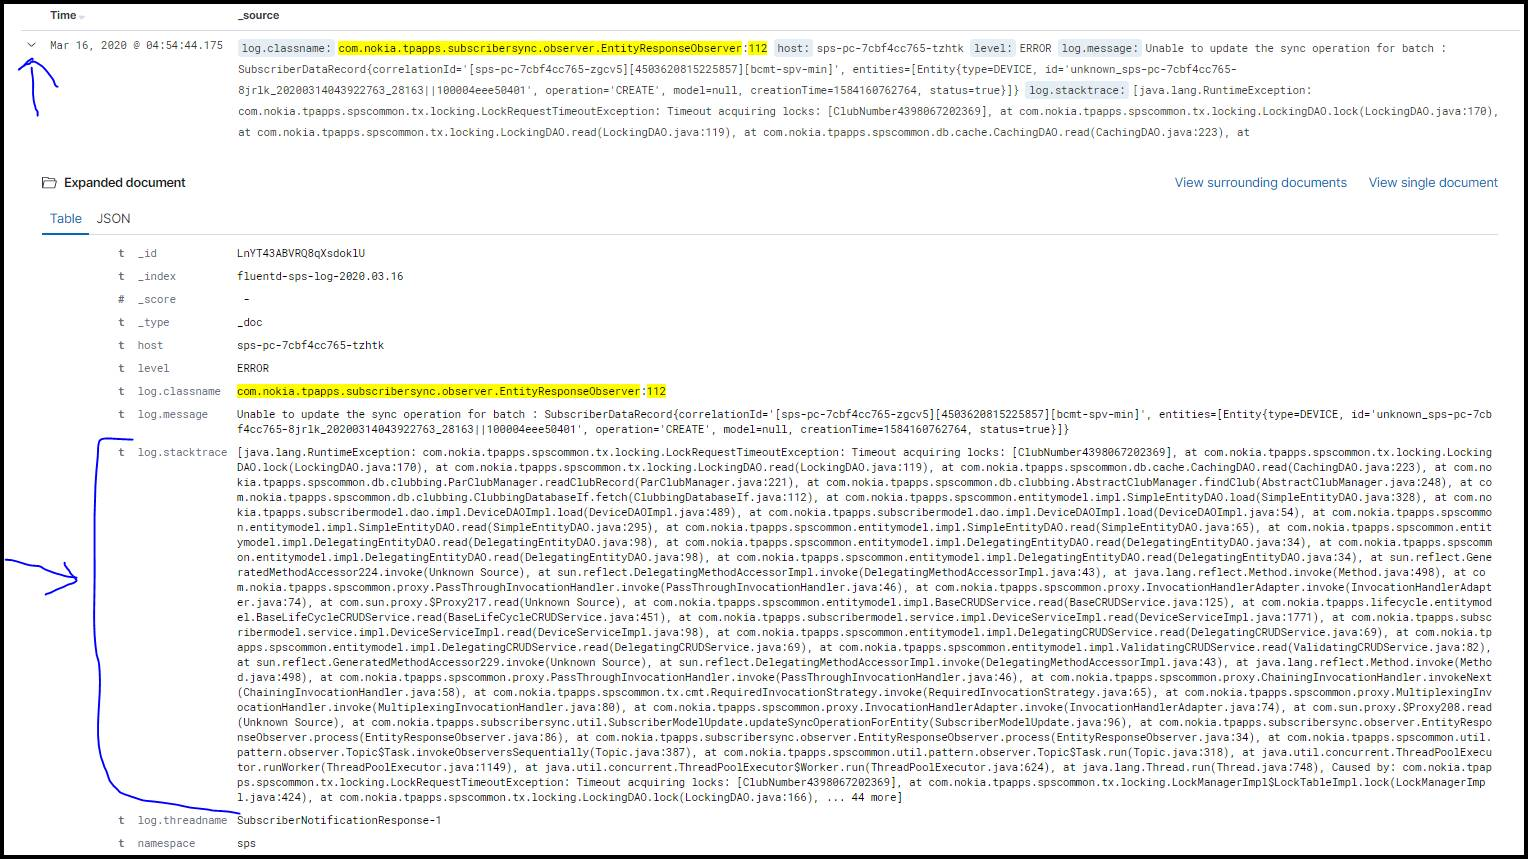 Time	_source
Mar 16, 2020 @ 04:54:44.175	log.classname: com.nokia.tpapps.subscribersync.observer.EntityResponseObserver:112 host: sps-pc-7cbf4cc765-tzhtk level: ERROR log.message: Unable to update the sync operation for batch :
SubscriberDataRecord{correlationId='[sps-pc-7cbf4cc765-zgcv5][4503620815225857][bcmt-spv-min]', entities=[Entity{type=DEVICE, id='unknown_sps-pc-7cbf4cc765-
8jrlk_20200314043922763_28163||100004eee50401', operation='CREATE', model=null, creationTime=1584160762764, status=true}]} log.stacktrace: [java.lang.RuntimeException:
com.nokia.tpapps.spscommon.tx.locking.LockRequestTimeoutException: Timeout acquiring locks: [ClubNumber4398067202369], at com.nokia.tpapps.spscommon.tx.locking.LockingDAO.lock(LockingDAO.java:170),
at com.nokia.tpapps.spscommon.tx.locking.LockingDAO.read(LockingDAO.java:119), at com.nokia.tpapps.spscommon.db.cache.CachingDAO.read(CachingDAO.java:223), at
Expanded document	View surrounding documents	View single document
Table	JSON
t	_id	LnYT43ABVRQ8qXsdoklU
t	_index	fluentd-sps-log-2020.03.16
#	_score	-
t	_type	_doc
t	host	sps-pc-7cbf4cc765-tzhtk
t	level	ERROR
t	log.classname	com.nokia.tpapps.subscribersync.observer.EntityResponseObserver:112
t	log.message	Unable to update the sync operation for batch : SubscriberDataRecord{correlationId='[sps-pc-7cbf4cc765-zgcv5][4503620815225857][bcmt-spv-min]', entities=[Entity{type=DEVICE, id='unknown_sps-pc-7cb
f4cc765-8jrlk_20200314043922763_28163||100004eee50401', operation='CREATE', model=null, creationTime=1584160762764, status=true}]}
t	log.stacktrace	[java.lang.RuntimeException: com.nokia.tpapps.spscommon.tx.locking.LockRequestTimeoutException: Timeout acquiring locks: [ClubNumber4398067202369], at com.nokia.tpapps.spscommon.tx.locking.Locking
DAO.lock(LockingDAO.java:170), at com.nokia.tpapps.spscommon.tx.locking.LockingDAO.read(LockingDAO.java:119), at com.nokia.tpapps.spscommon.db.cache.CachingDAO.read(CachingDAO.java:223), at com.no
kia.tpapps.spscommon.db.clubbing.ParClubManager.readClubRecord(ParClubManager.java:221), at com.nokia.tpapps.spscommon.db.clubbing.AbstractClubManager.findClub(AbstractClubManager.java:248), at co
m.nokia.tpapps.spscommon.db.clubbing.ClubbingDatabaseIf.fetch(ClubbingDatabaseIf.java:112), at com.nokia.tpapps.spscommon.entitymodel.impl.SimpleEntityDAO.load(SimpleEntityDAO.java:328), at com.no
kia.tpapps.subscribermodel.dao.impl.DeviceDAOImpl.load(DeviceDAOImpl.java:489), at com.nokia.tpapps.subscribermodel.dao.impl.DeviceDAOImpl.load(DeviceDAOImpl.java:54), at com.nokia.tpapps.spscommo
n.entitymodel.impl.SimpleEntityDAO.read(SimpleEntityDAO.java:295), at com.nokia.tpapps.spscommon.entitymodel.impl.SimpleEntityDAO.read(SimpleEntityDAO.java:65), at com.nokia.tpapps.spscommon.entit
ymodel.impl.DelegatingEntityDAO.read(DelegatingEntityDAO.java:98), at com.nokia.tpapps.spscommon.entitymodel.impl.DelegatingEntityDAO.read(DelegatingEntityDAO.java:34), at com.nokia.tpapps.spscomm
on.entitymodel.impl.DelegatingEntityDAO.read(DelegatingEntityDAO.java:98), at com.nokia.tpapps.spscommon.entitymodel.impl.DelegatingEntityDAO.read(DelegatingEntityDAO.java:34), at sun.reflect.Gene
ratedMethodAccessor224.invoke(Unknown Source), at sun.reflect.DelegatingMethodAccessorImpl.invoke(DelegatingMethodAccessorImpl.java:43), at java.lang.reflect.Method.invoke(Method.java:498), at co
m.nokia.tpapps.spscommon.proxy.PassThroughInvocationHandler.invoke(PassThroughInvocationHandler.java:46), at com.nokia.tpapps.spscommon.proxy.InvocationHandlerAdapter.invoke(InvocationHandlerAdapt
er.java:74), at com.sun.proxy.$Proxy217.read(Unknown Source), at com.nokia.tpapps.spscommon.entitymodel.impl.BaseCRUDService.read(BaseCRUDService.java:125), at com.nokia.tpapps.lifecycle.entitymod
el.BaseLifeCycleCRUDService.read(BaseLifeCycleCRUDService.java:451), at com.nokia.tpapps.subscribermodel.service.impl.DeviceServiceImpl.read(DeviceServiceImpl.java:1771), at com.nokia.tpapps.subsc
ribermodel.service.impl.DeviceServiceImpl.read(DeviceServiceImpl.java:98), at com.nokia.tpapps.spscommon.entitymodel.impl.DelegatingCRUDService.read(DelegatingCRUDService.java:69), at com.nokia.tp
apps.spscommon.entitymodel.impl.DelegatingCRUDService.read(DelegatingCRUDService.java:69), at com.nokia.tpapps.spscommon.entitymodel.impl.ValidatingCRUDService.read(ValidatingCRUDService.java:82),
at sun.reflect.GeneratedMethodAccessor229.invoke(Unknown Source), at sun.reflect.DelegatingMethodAccessorImpl.invoke(DelegatingMethodAccessorImpl.java:43), at java.lang.reflect.Method.invoke(Metho
d.java:498), at com.nokia.tpapps.spscommon.proxy.PassThroughInvocationHandler.invoke(PassThroughInvocationHandler.java:46), at com.nokia.tpapps.spscommon.proxy.ChainingInvocationHandler.invokeNext
(ChainingInvocationHandler.java:58), at com.nokia.tpapps.spscommon.tx.cmt.RequiredInvocationStrategy.invoke(RequiredInvocationStrategy.java:65), at com.nokia.tpapps.spscommon.proxy.MultiplexingInv
ocationHandler.invoke(MultiplexingInvocationHandler.java:80), at com.nokia.tpapps.spscommon.proxy.InvocationHandlerAdapter.invoke(InvocationHandlerAdapter.java:74), at com.sun.proxy.$Proxy208.read
(Unknown Source), at com.nokia.tpapps.subscribersync.util.SubscriberModelUpdate.updateSyncOperationForEntity(SubscriberModelUpdate.java:96), at com.nokia.tpapps.subscribersync.observer.EntityRespo
nseObserver.process(EntityResponseObserver.java:86), at com.nokia.tpapps.subscribersync.observer.EntityResponseObserver.process(EntityResponseObserver.java:34), at com.nokia.tpapps.spscommon.util.
pattern.observer.Topic$Task.invokeObserversSequentially(Topic.java:387), at com.nokia.tpapps.spscommon.util.pattern.observer.Topic$Task.run(Topic.java:318), at java.util.concurrent.ThreadPoolExecu
tor.runWorker(ThreadPoolExecutor.java:1149), at java.util.concurrent.ThreadPoolExecutor$Worker.run(ThreadPoolExecutor.java:624), at java.lang.Thread.run(Thread.java:748), Caused by: com.nokia.tpap
ps.spscommon.tx.locking.LockRequestTimeoutException: Timeout acquiring locks: [ClubNumber4398067202369], at com.nokia.tpapps.spscommon.tx.locking.LockManagerImpl$LockTableImpl.lock(LockManagerImp
l.java:424), at com.nokia.tpapps.spscommon.tx.locking.LockingDAO.lock(LockingDAO.java:166), ... 44 more]
t	log.threadname	SubscriberNotificationResponse-1
t	namespace	sps